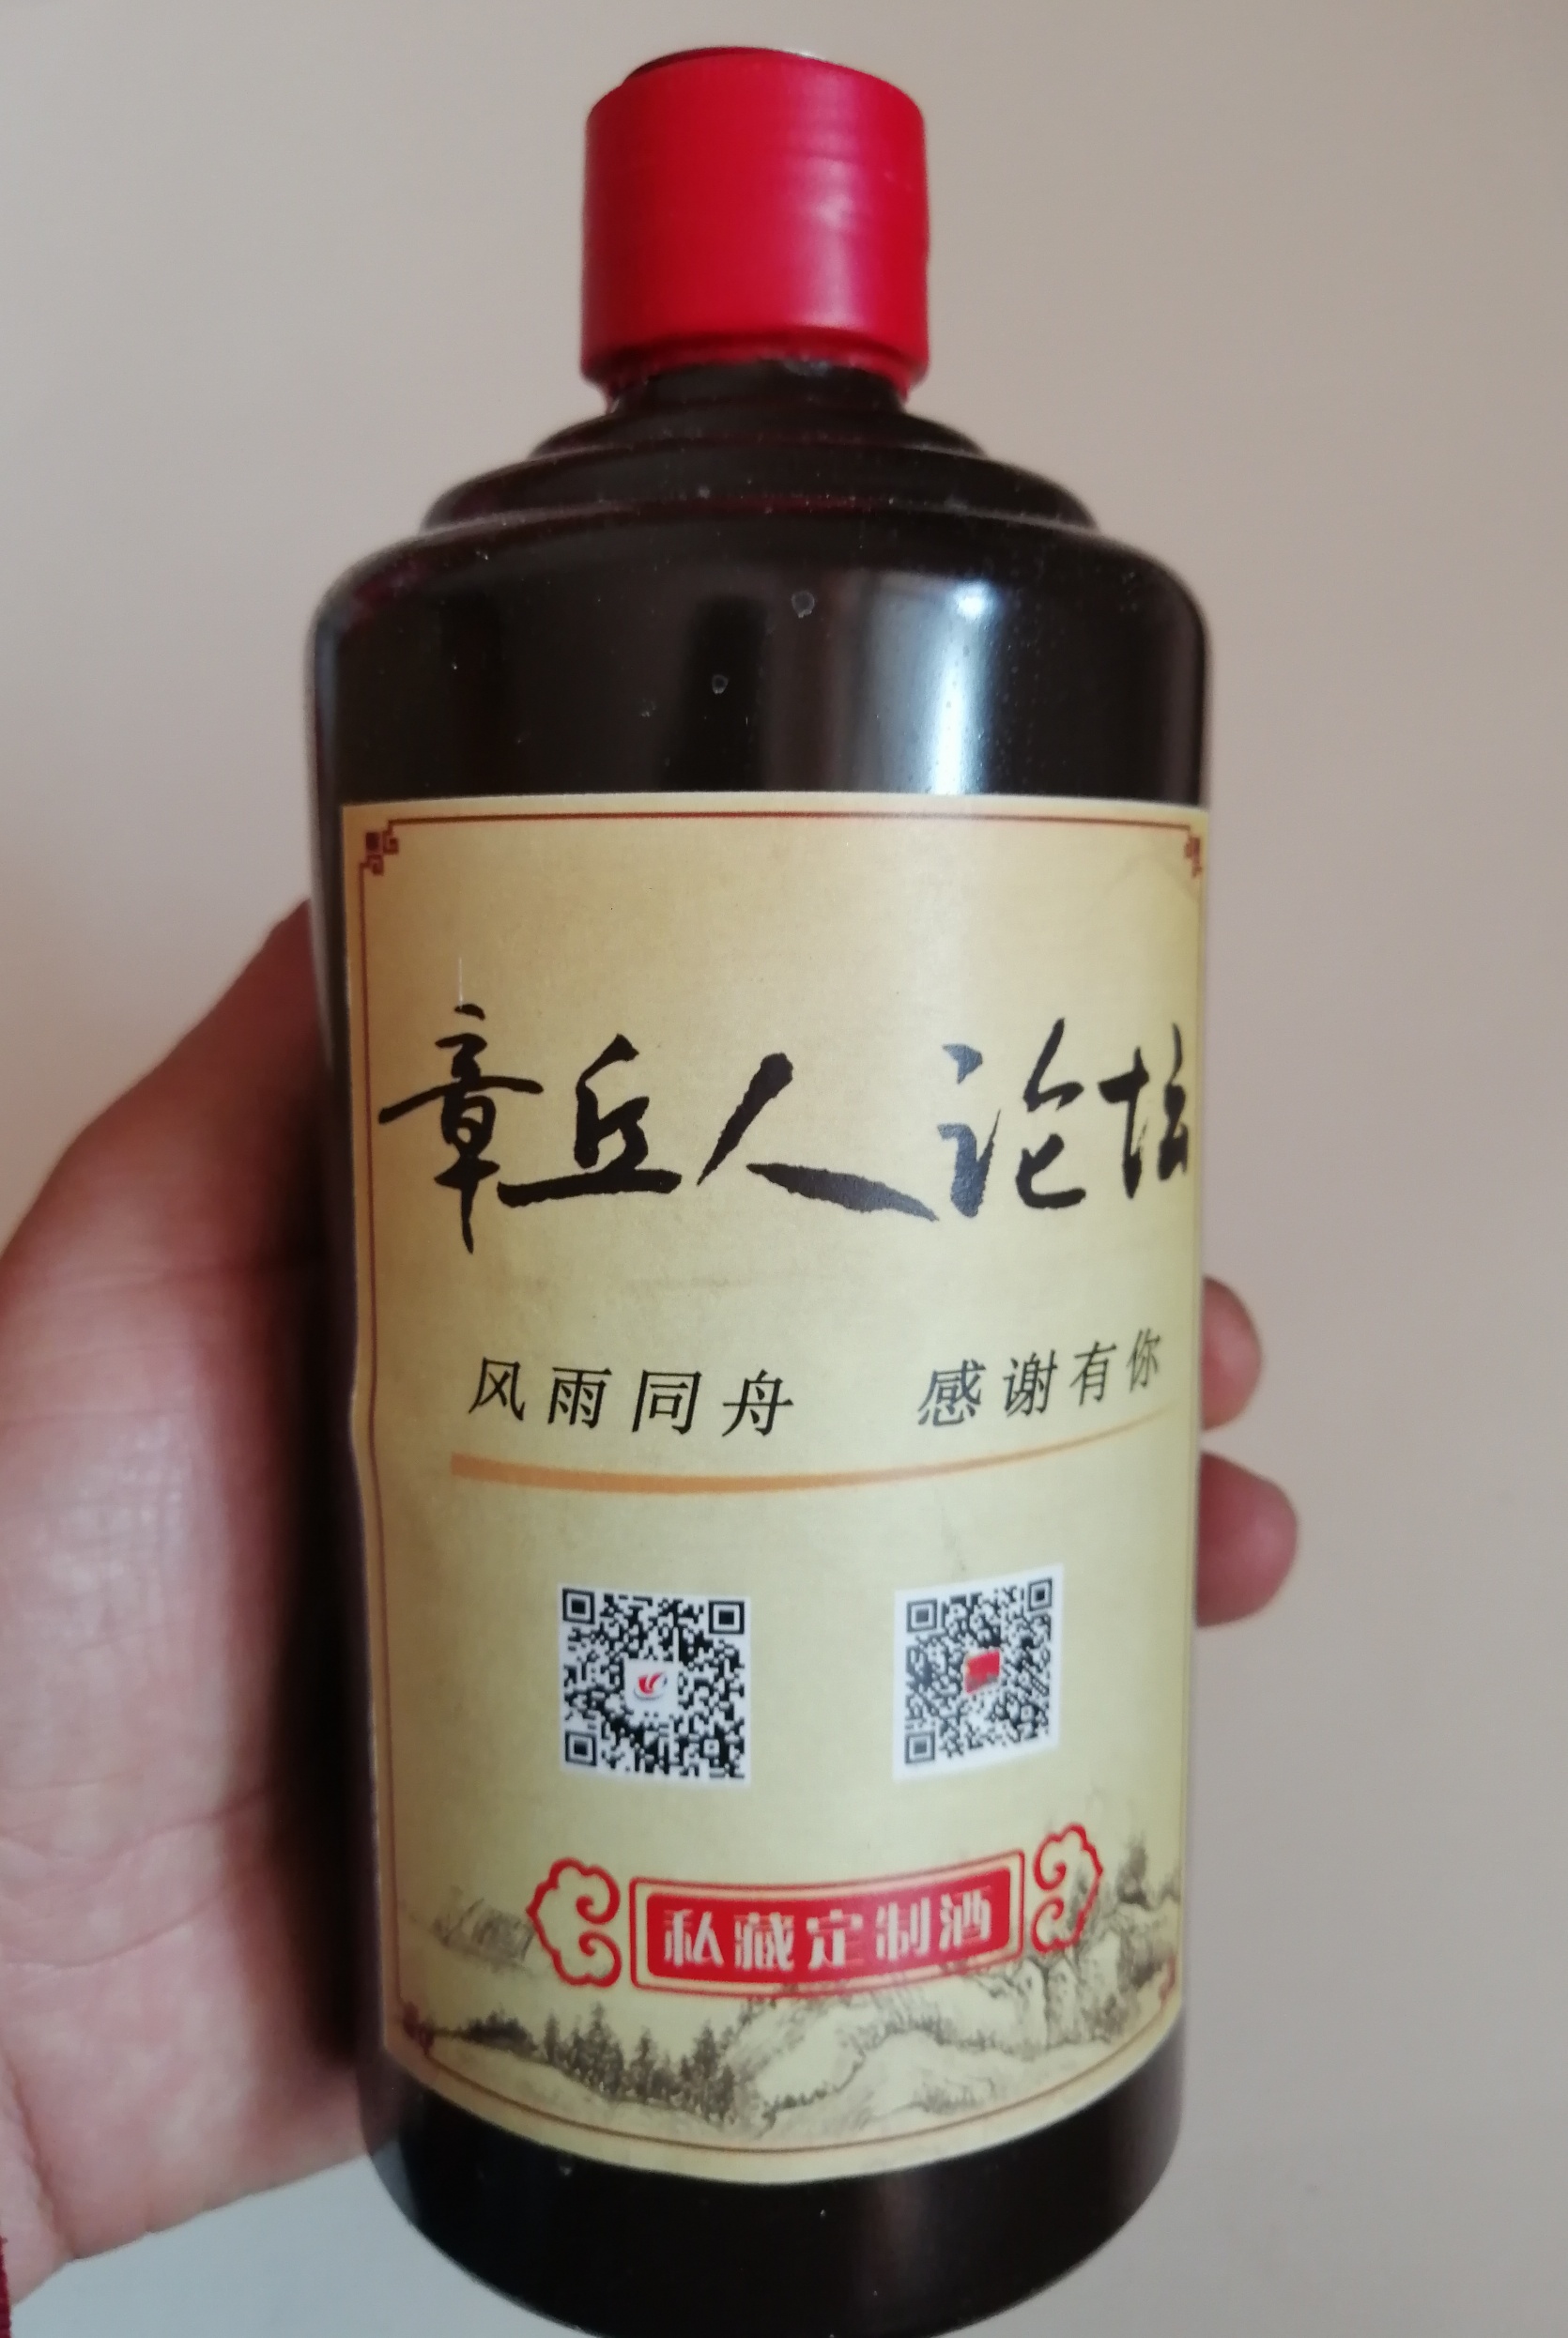 章丘人论坛
风雨同舟 感谢有你
私藏定制酒